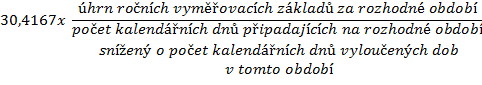 30,4167x úhrn ročních vyměřovacích základů za rozhodné období
počet kalendářních dnů připadajících na rozhodné období
snížený o počet kalendářních dnů vyloučených dob
v tomto období